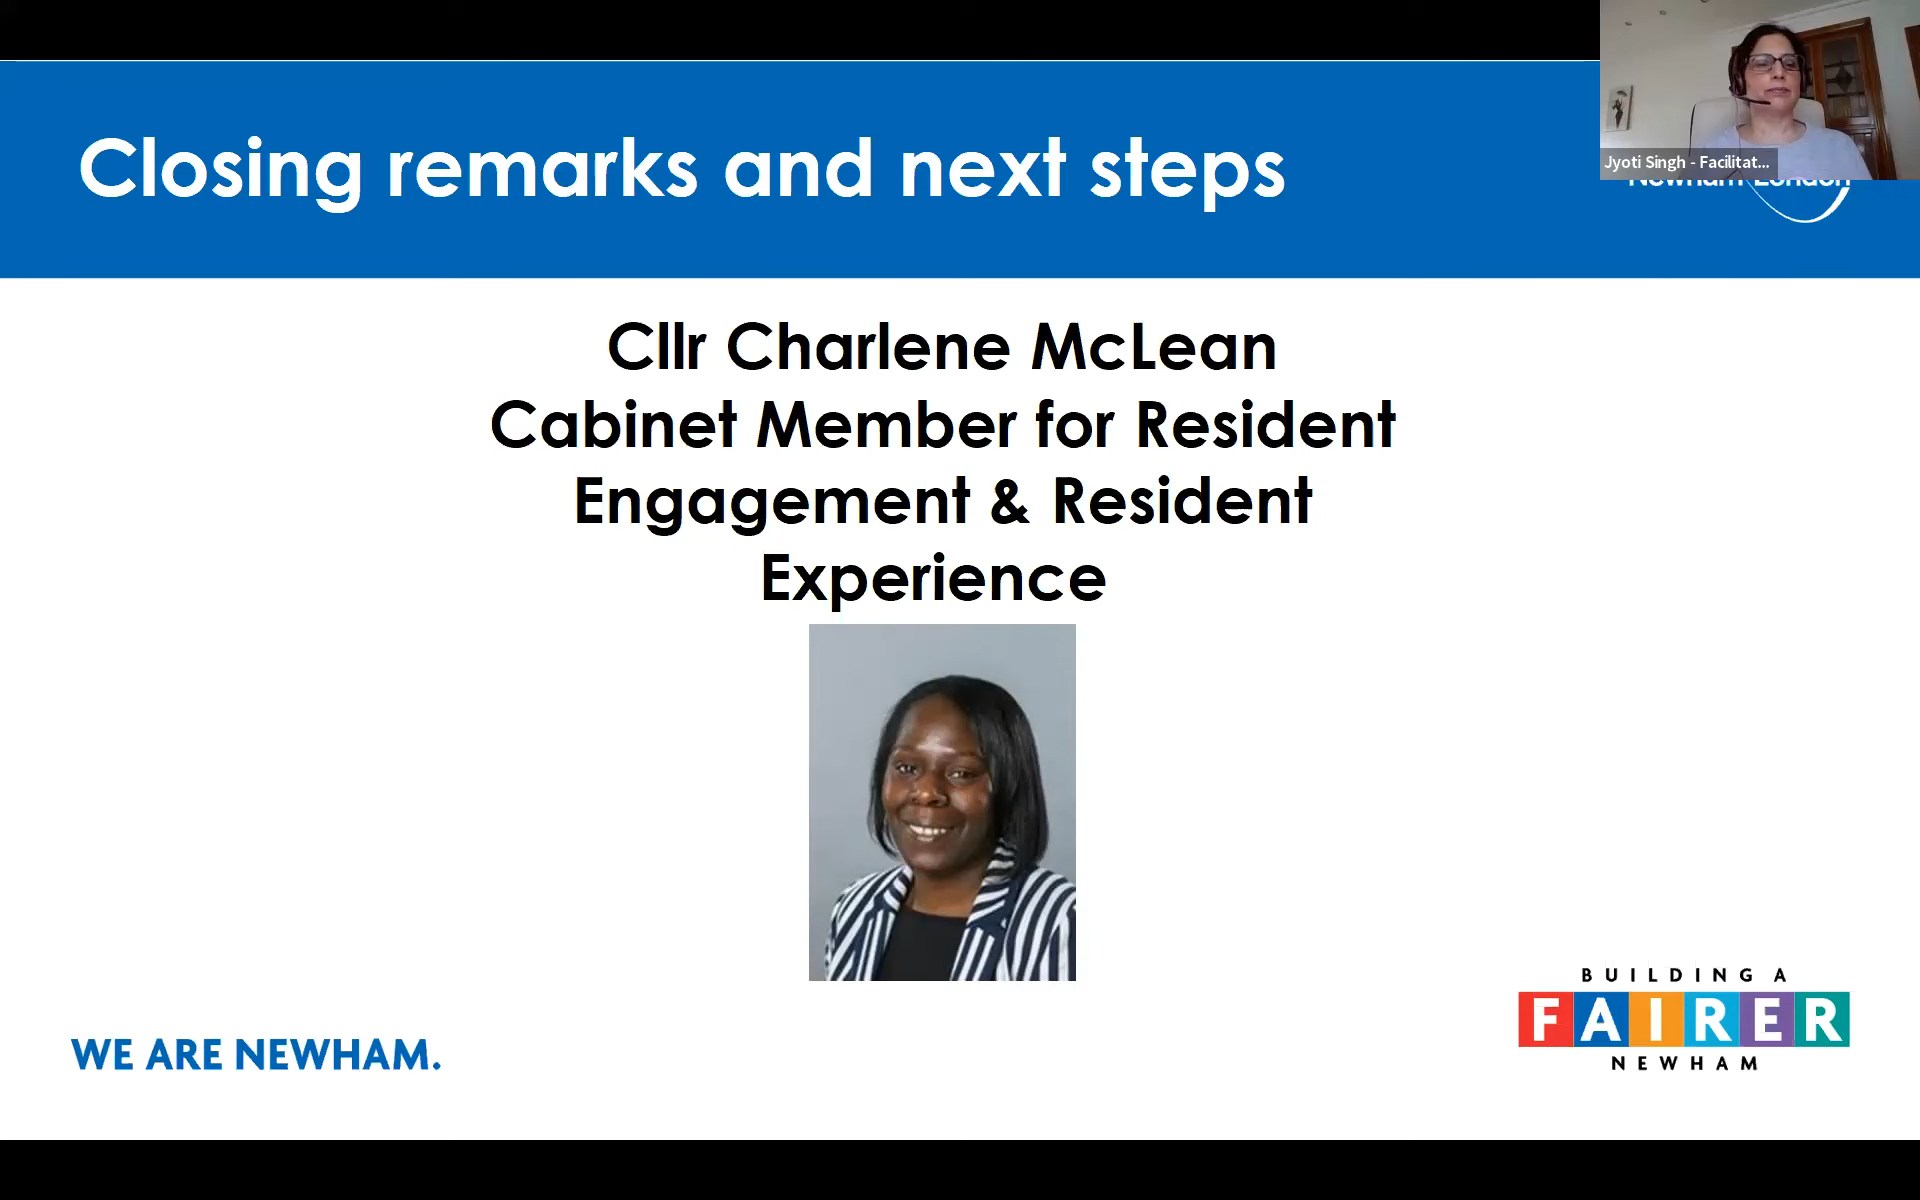 Closing remarks and next steps
Jyoti Singh - Facilitat...
Newham London
Cllr Charlene McLean
Cabinet Member for Resident
Engagement & Resident
Experience
WE ARE NEWHAM.
BUILDING A
FAIRER
NEWHAM